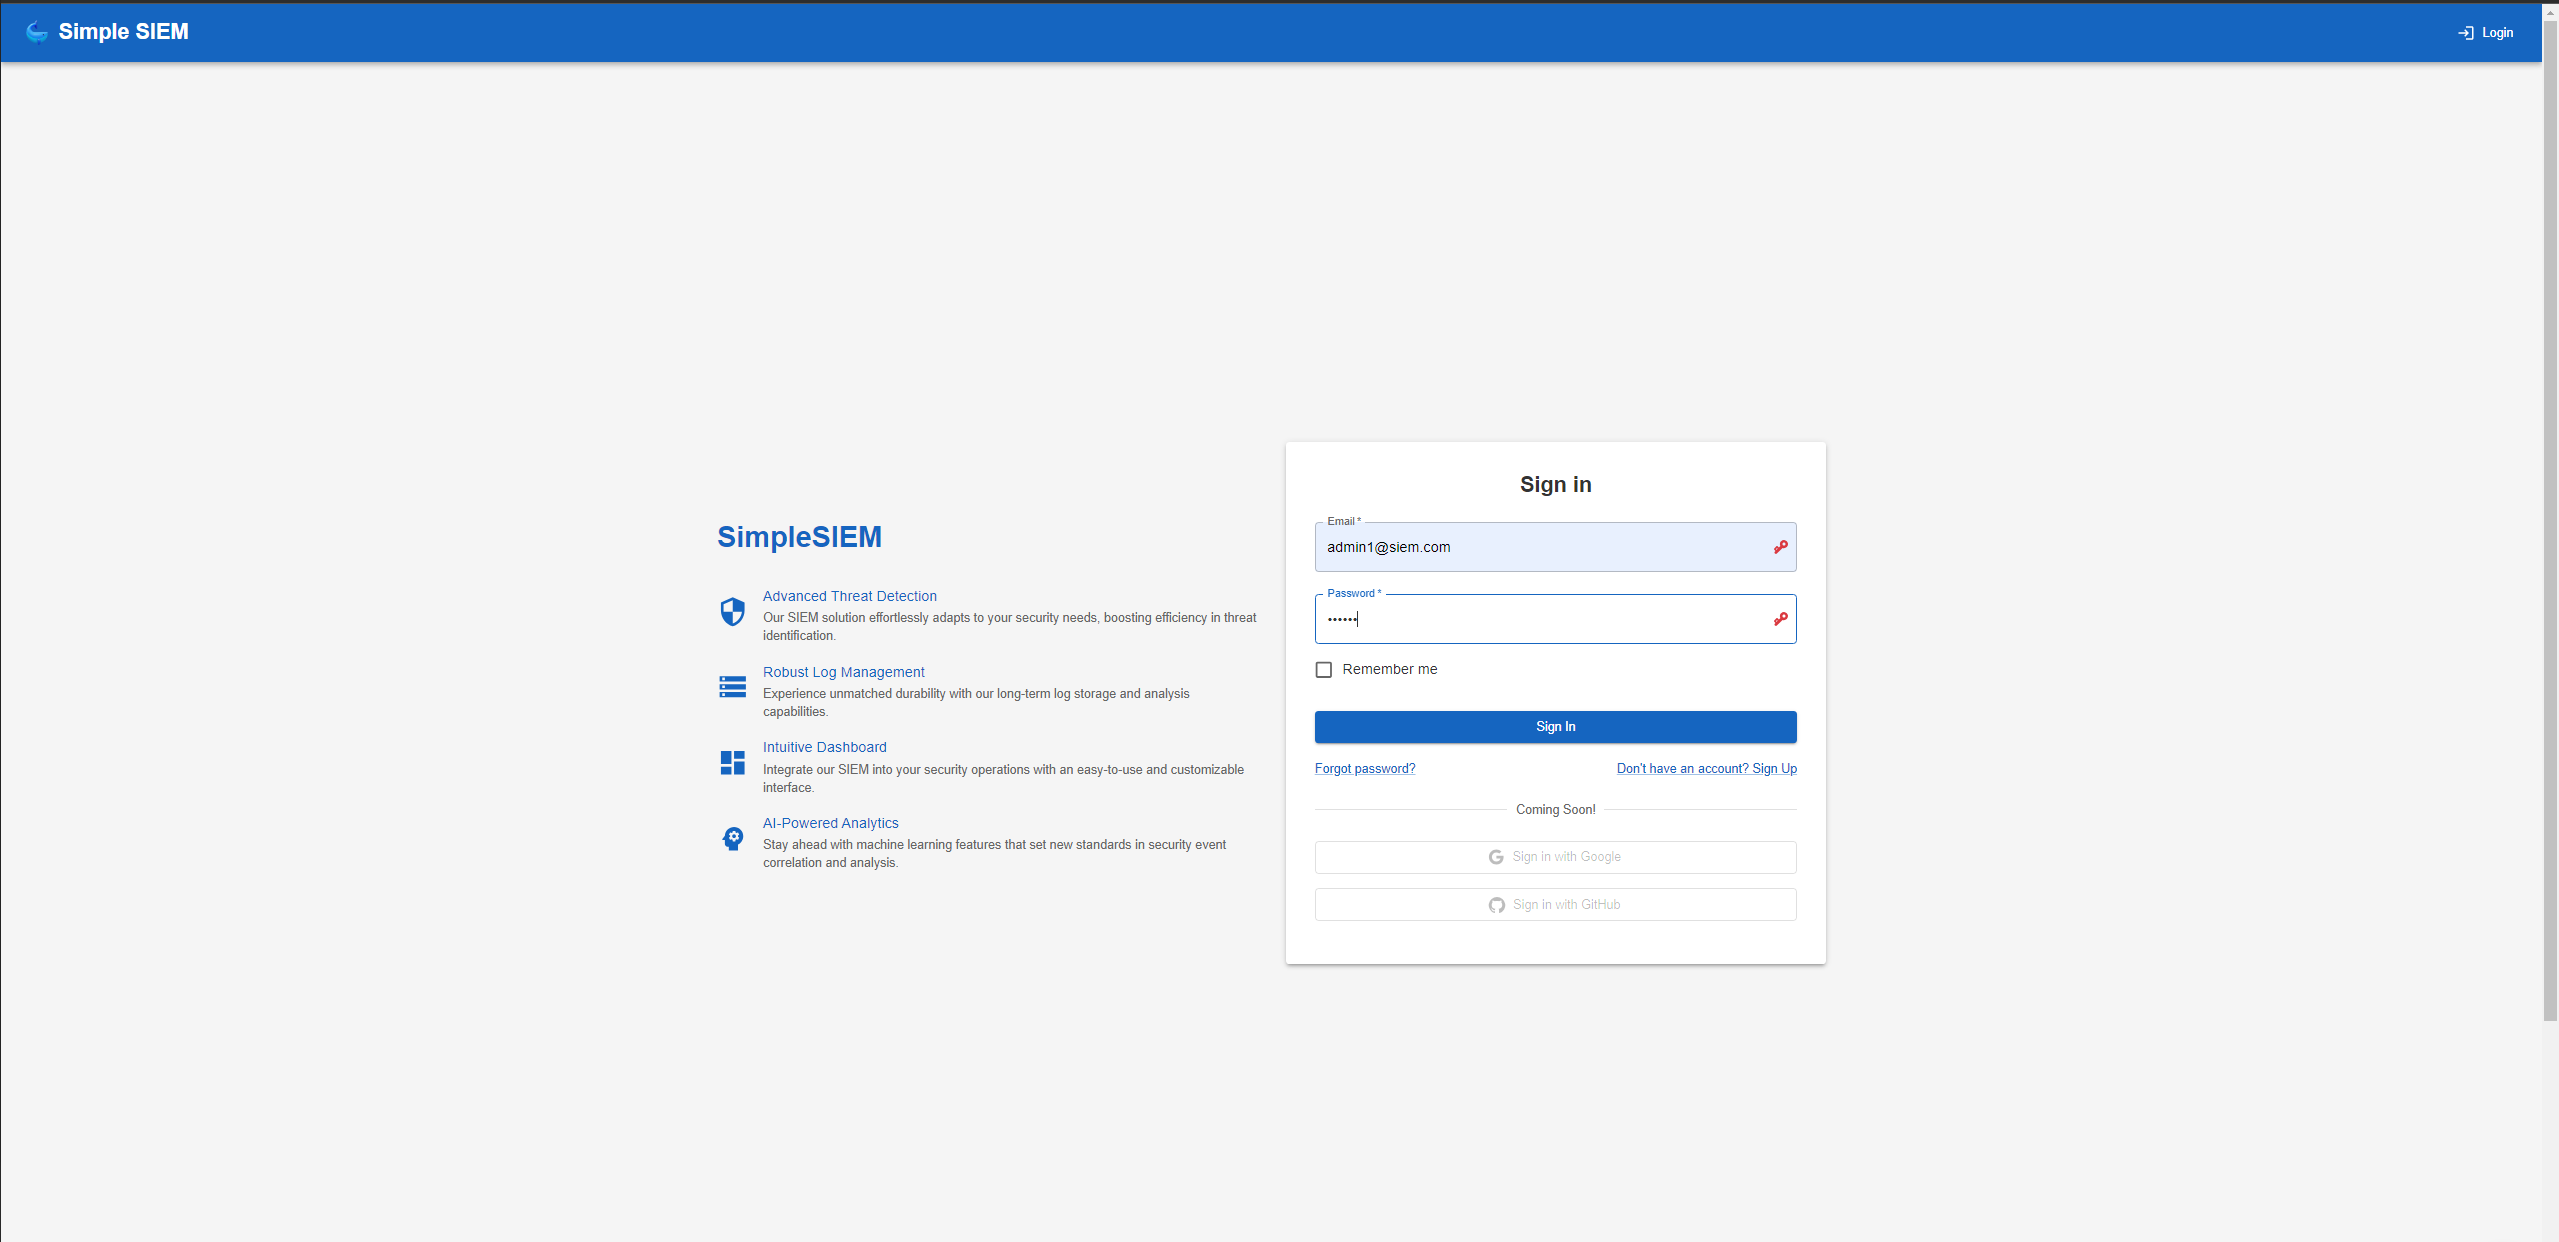 Simple SIEM
Login
SimpleSIEM
Advanced Threat Detection
Our SIEM solution effortlessly adapts to your security needs, boosting efficiency in threat
identification.
Robust Log Management
Experience unmatched durability with our long-term log storage and analysis
capabilities.
Intuitive Dashboard
Integrate our SIEM into your security operations with an easy-to-use and customizable
interface.
AI-Powered Analytics
Stay ahead with machine learning features that set new standards in security event
correlation and analysis.
Sign in
Email *
admin1@siem.com
Password *
••••••
Remember me
Sign In
Forgot password?
Don't have an account? Sign Up
Coming Soon!
Sign in with Google
Sign in with GitHub